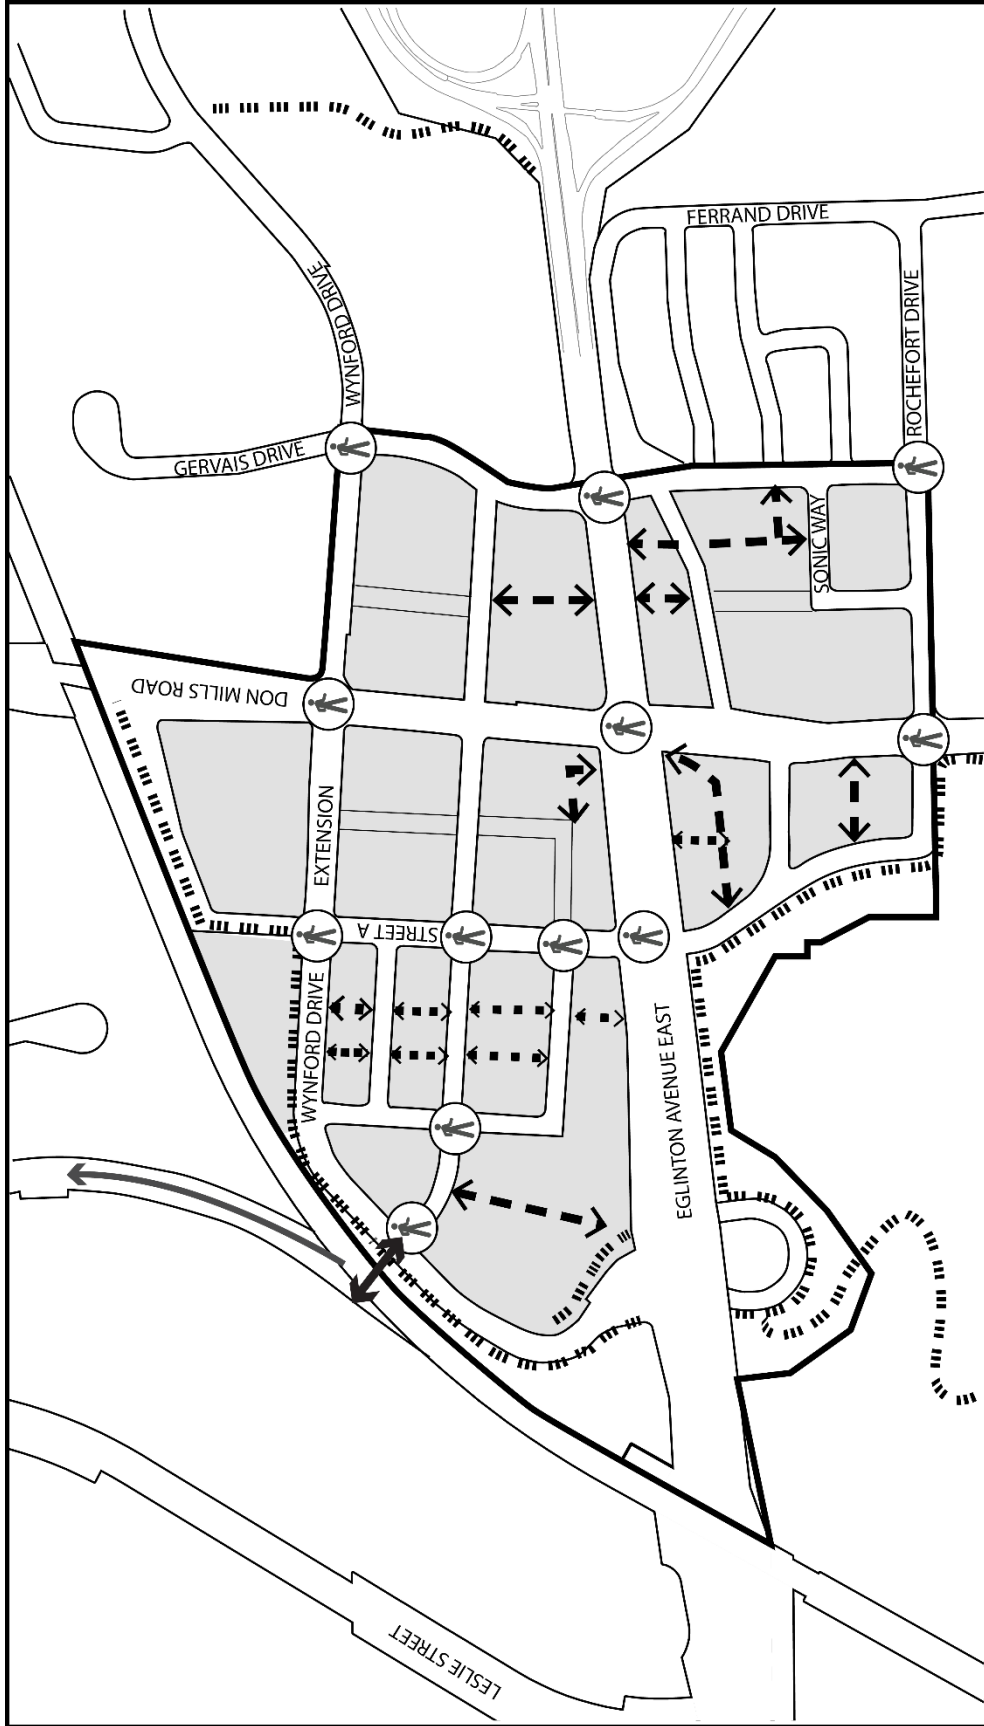 FERRAND DRIVE
WYNFORD DRIVE
ROCHEFORT DRIVE
GERVAIS DRIVE
SONIC WAY
DON MILLS ROAD
EXTENSION
STREET A
WYNFORD DRIVE
EGLINTON AVENUE EAST
LESLIE STREET